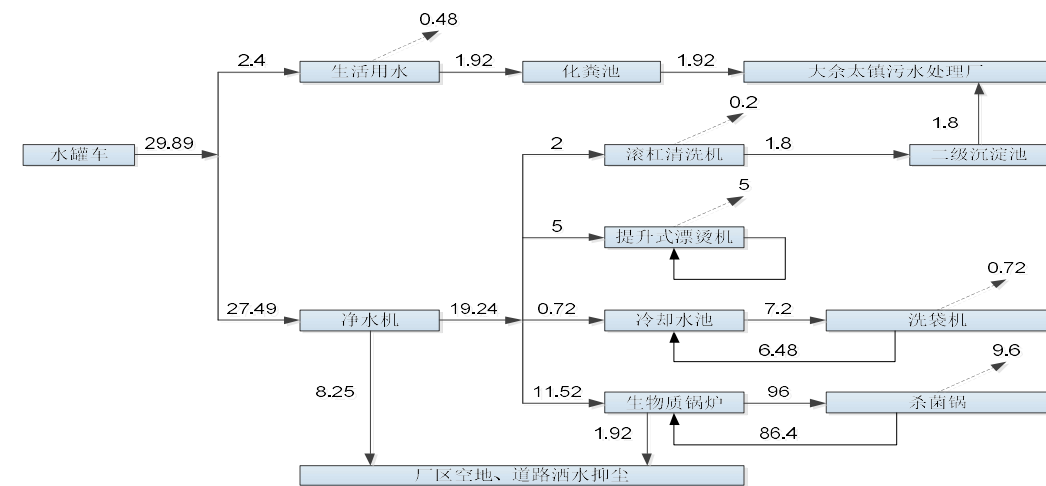 0.48
2.4
生活用水
1.92
化粪池
1.92
大佘太镇污水处理厂
0.2
1.8
水罐车
29.89
2
滚杠清洗机
1.8
二级沉淀池
5
5
提升式漂烫机
0.72
27.49
净水机
19.24
0.72
冷却水池
7.2
洗袋机
6.48
9.6
8.25
11.52
生物质锅炉
96
杀菌锅
1.92
86.4
厂区空地、道路洒水抑尘